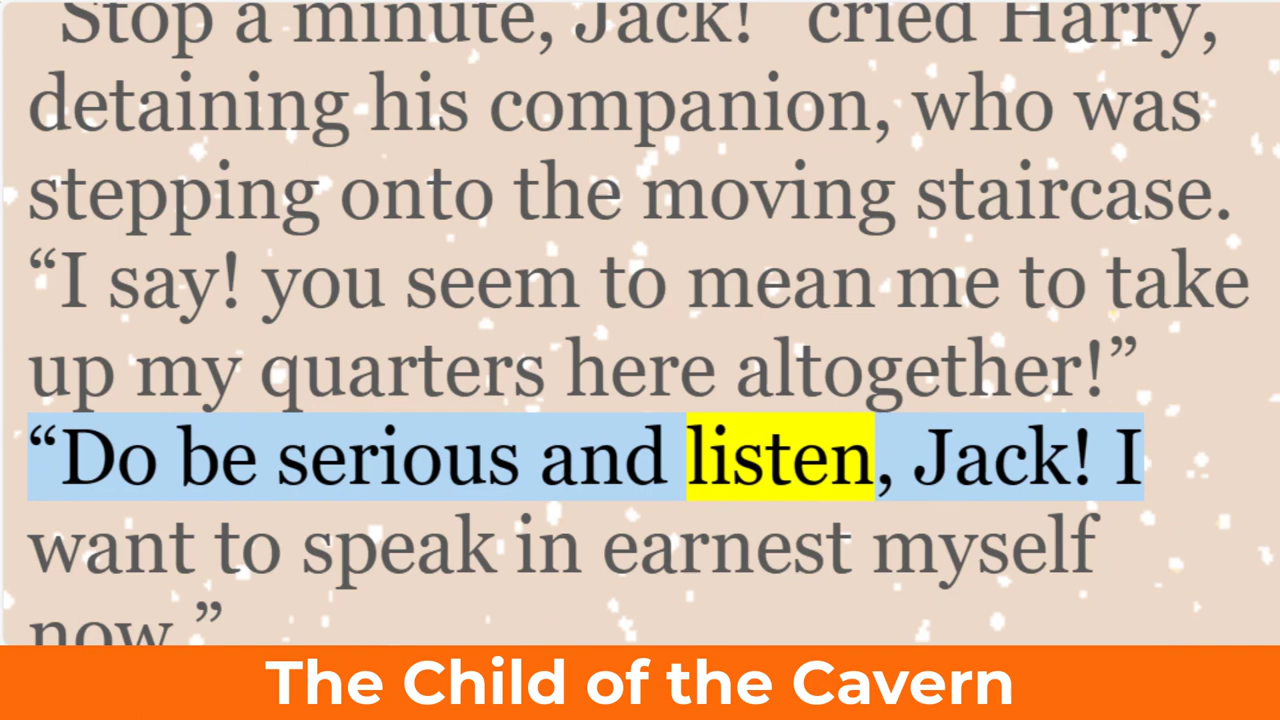 Stop a minute, Jack!” cried Harry,
detaining his companion, who was
stepping onto the moving staircase.
“I say! you seem to mean me to take
up my quarters here altogether!”
“Do be serious and listen, Jack! I
want to speak in earnest myself
now.”
The Child of the Cavern